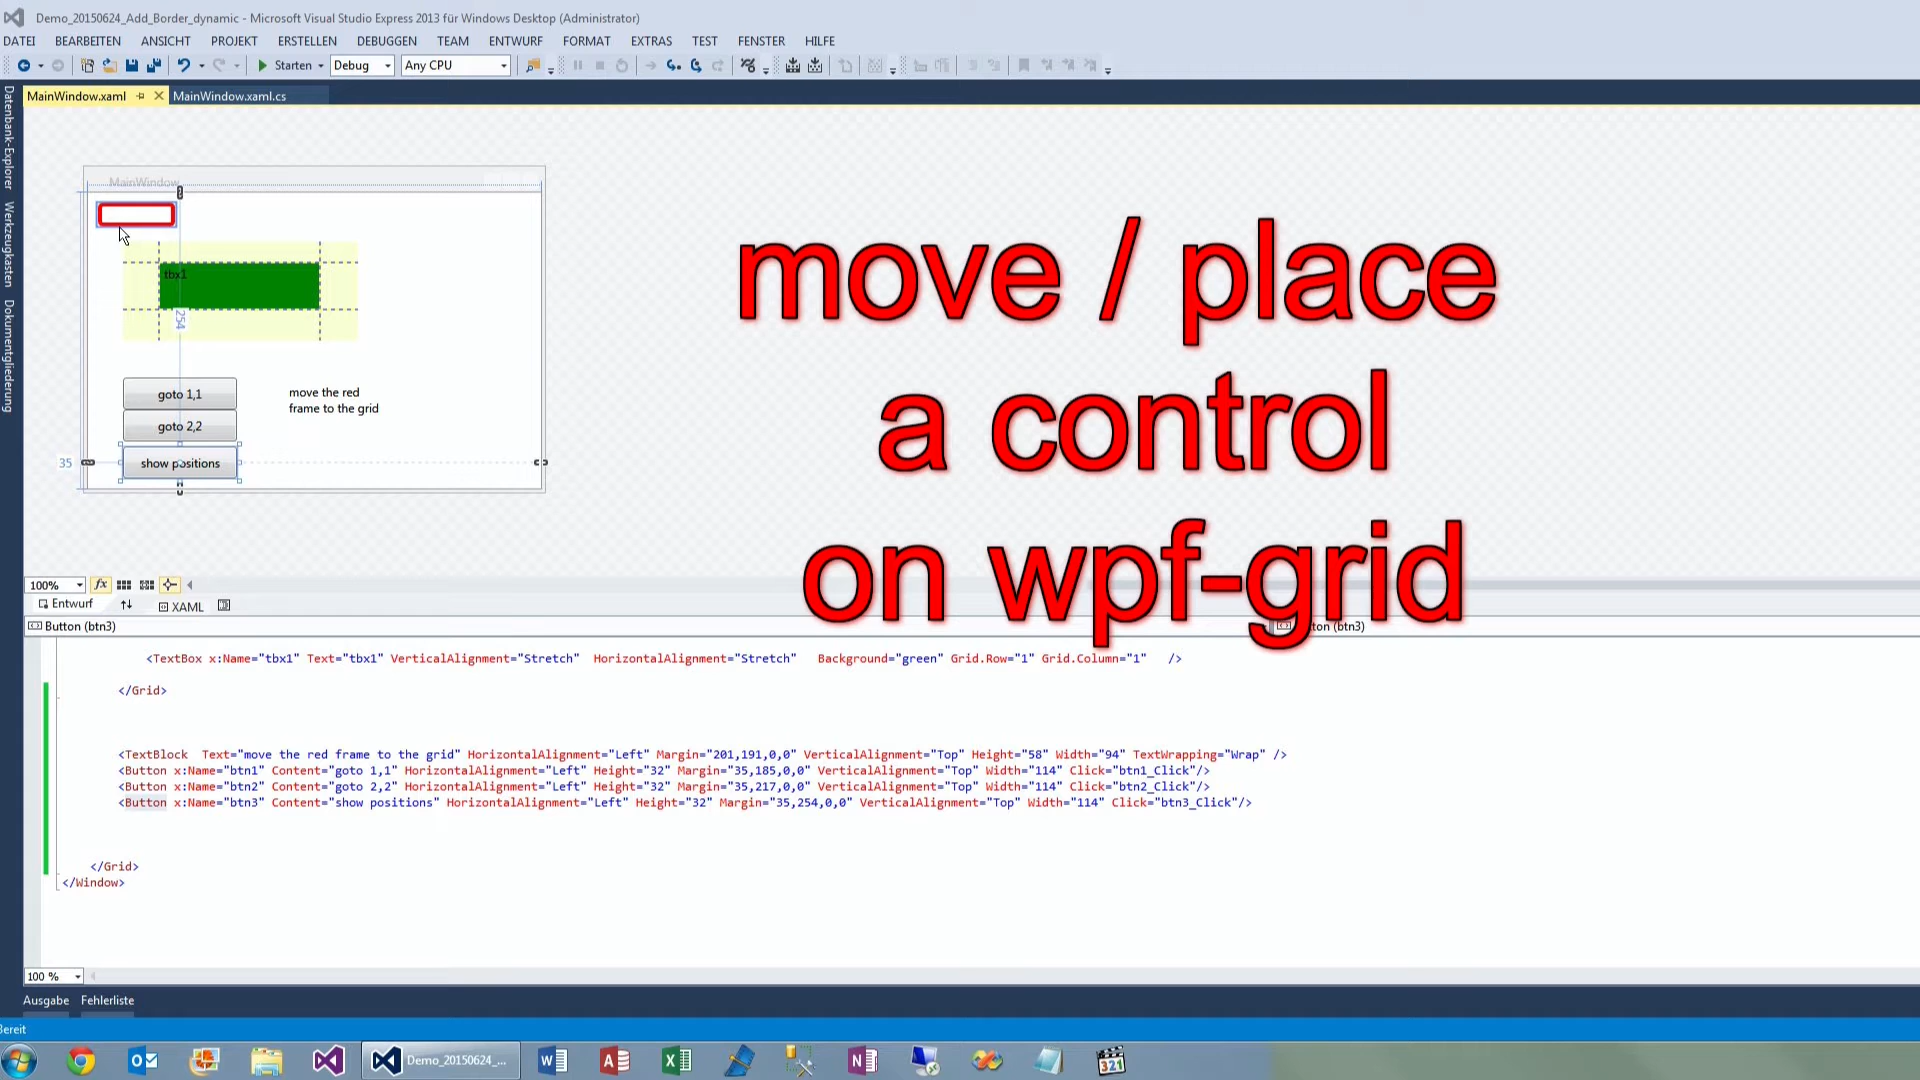 Demo_20150624_Add_Border_dynamic - Microsoft Visual Studio Express 2013 für Windows Desktop (Administrator)
DATEI BEARBEITEN ANSICHT PROJEKT ERSTELLEN DEBUGGEN TEAM ENTWURF FORMAT EXTRAS TEST FENSTER HILFE
Starten Debug Any CPU
MainWindow.xaml MainWindow.xaml.cs
Datenbank-Explorer
Werkzeugkasten
Dokumentgliederung
MainWindow
tbx1
254
goto 1,1
goto 2,2
show positions
move the red
frame to the grid
35
move / place
a control
on wpf-grid
100%
Entwurf XAML
Button (btn3)
<TextBox x:Name="tbx1" Text="tbx1" VerticalAlignment="Stretch" HorizontalAlignment="Stretch" Background="green" Grid.Row="1" Grid.Column="1" />
</Grid>
<TextBlock Text="move the red frame to the grid" HorizontalAlignment="Left" Margin="201,191,0,0" VerticalAlignment="Top" Height="58" Width="94" TextWrapping="Wrap" />
<Button x:Name="btn1" Content="goto 1,1" HorizontalAlignment="Left" Height="32" Margin="35,185,0,0" VerticalAlignment="Top" Width="114" Click="btn1_Click"/>
<Button x:Name="btn2" Content="goto 2,2" HorizontalAlignment="Left" Height="32" Margin="35,217,0,0" VerticalAlignment="Top" Width="114" Click="btn2_Click"/>
<Button x:Name="btn3" Content="show positions" HorizontalAlignment="Left" Height="32" Margin="35,254,0,0" VerticalAlignment="Top" Width="114" Click="btn3_Click"/>
</Grid>
</Window>
100 %
Ausgabe Fehlerliste
Bereit
Demo_20150624_...
321